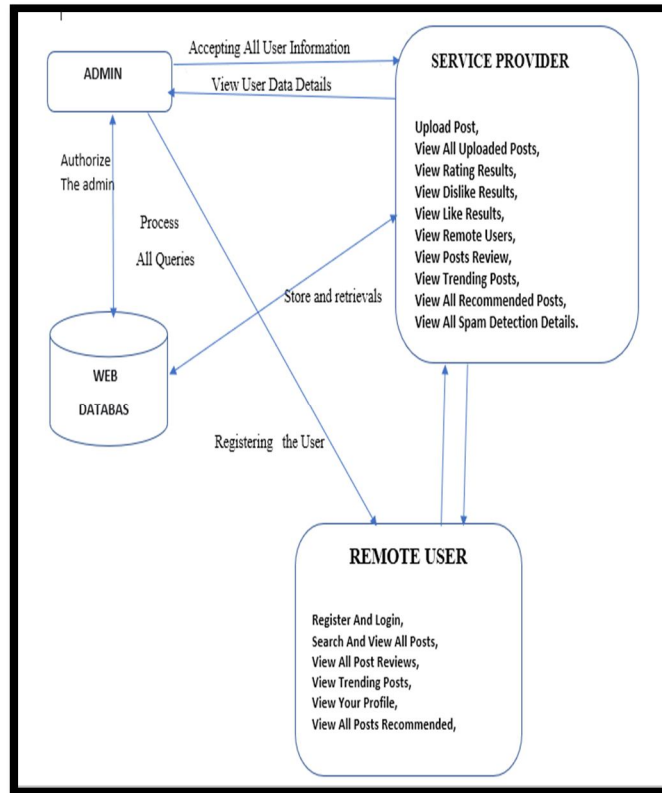 Accepting All User Information
ADMIN
View User Data Details
SERVICE PROVIDER
Upload Post,
View All Uploaded Posts,
View Rating Results,
View Dislike Results,
View Like Results,
View Remote Users,
View Posts Review,
View Trending Posts,
View All Recommended Posts,
View All Spam Detection Details.
Authorize
The admin
Process
All Queries
Store and retrievals
WEB
DATABAS
Registering the User
REMOTE USER
Register And Login,
Search And View All Posts,
View All Post Reviews,
View Trending Posts,
View Your Profile,
View All Posts Recommended,